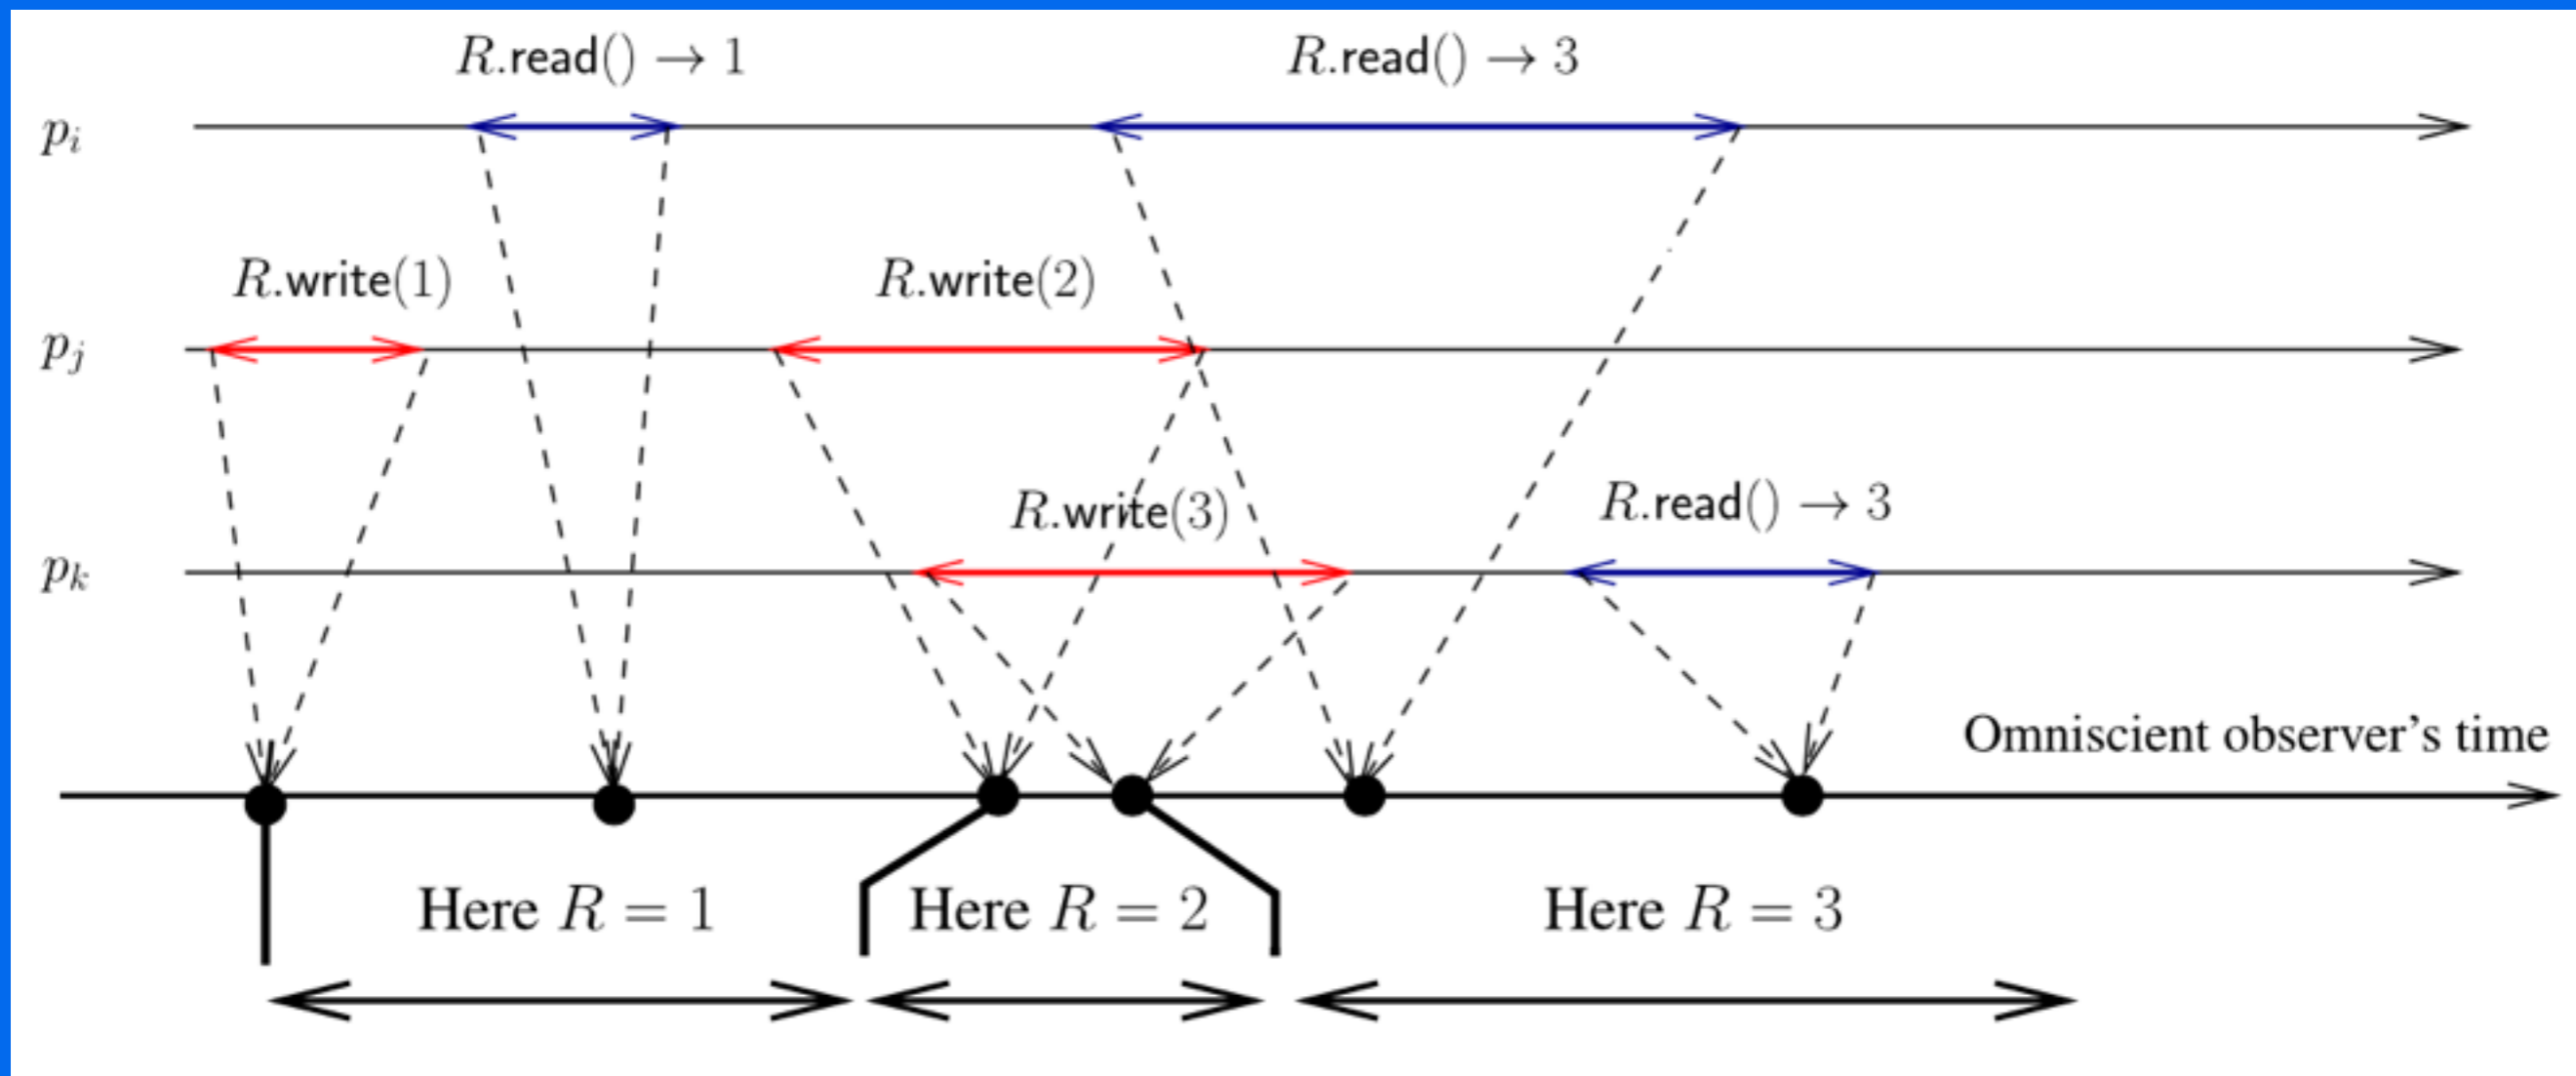 R.read() → 1
R.read() → 3
p_i
R.write(1)
R.write(2)
p_j
R.write(3)
R.read() → 3
p_k
Omniscient observer's time
Here R = 1
Here R = 2
Here R = 3